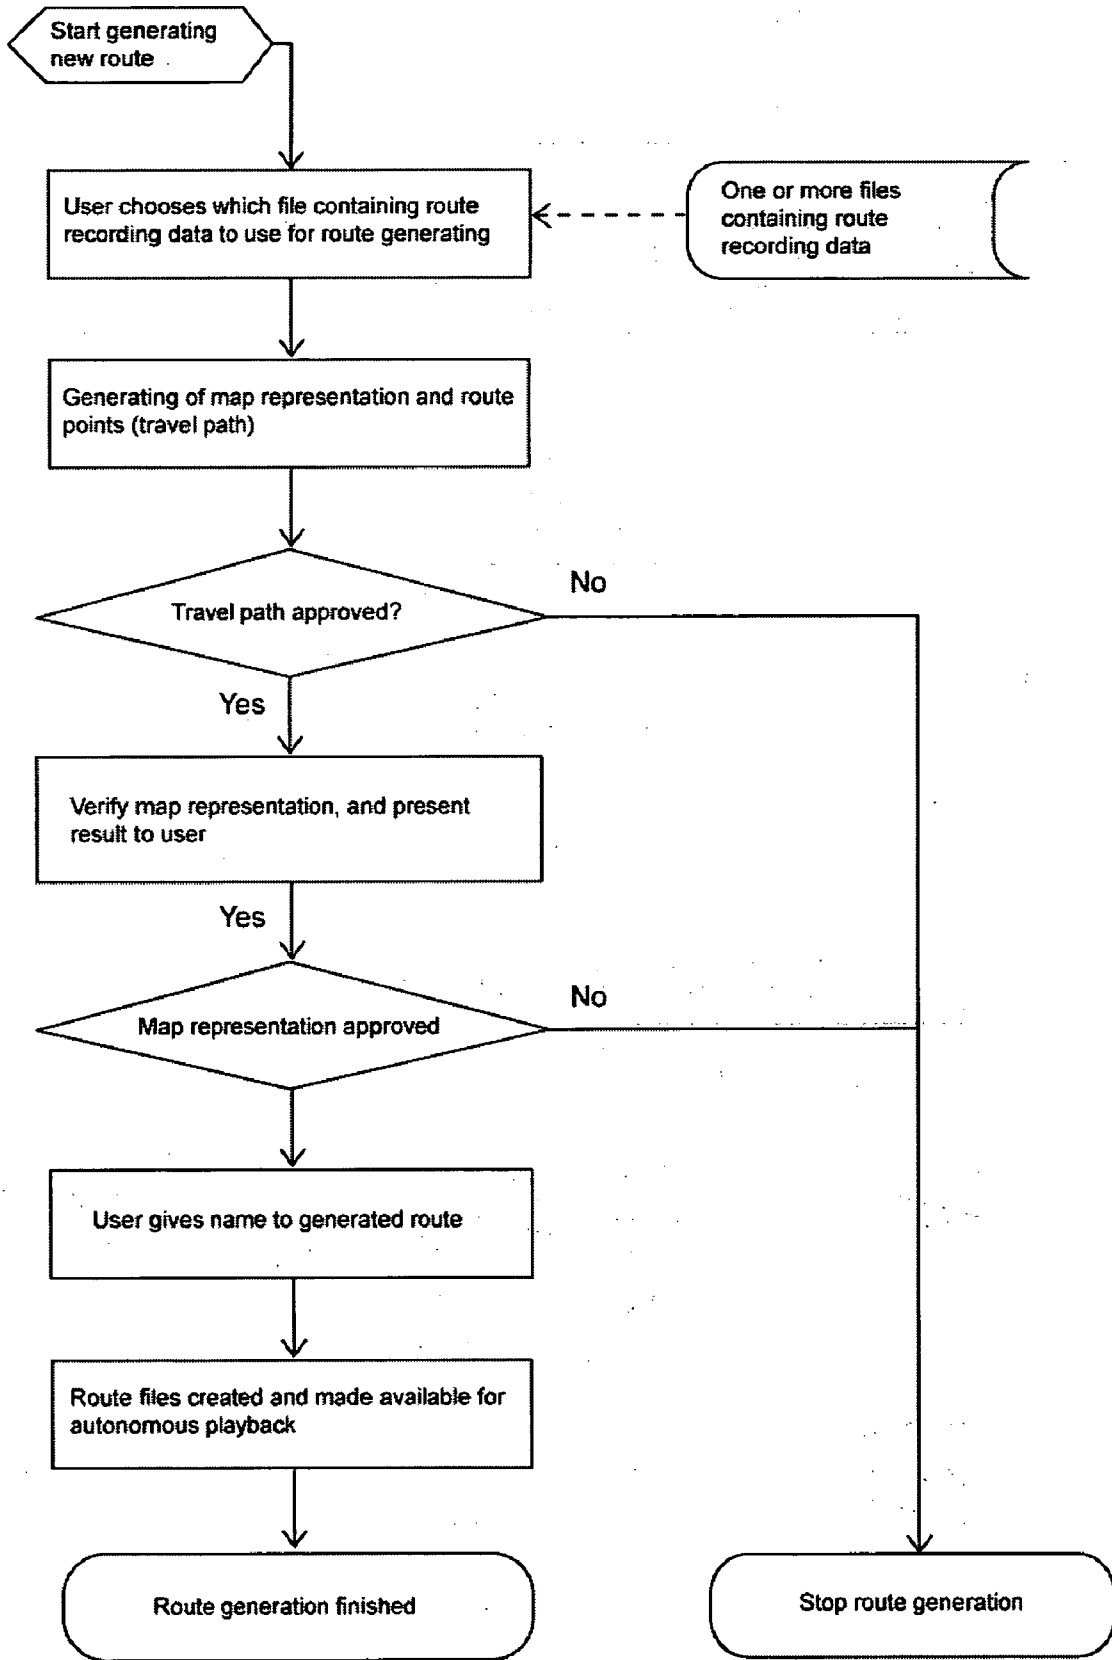 Start generating
new route
User chooses which file containing route
recording data to use for route generating
One or more files
containing route
recording data
Generating of map representation and route
points (travel path)
Travel path approved?
No
Yes
Verify map representation, and present
result to user
Yes
Map representation approved
No
User gives name to generated route
Route files created and made available for
autonomous playback
Route generation finished
Stop route generation